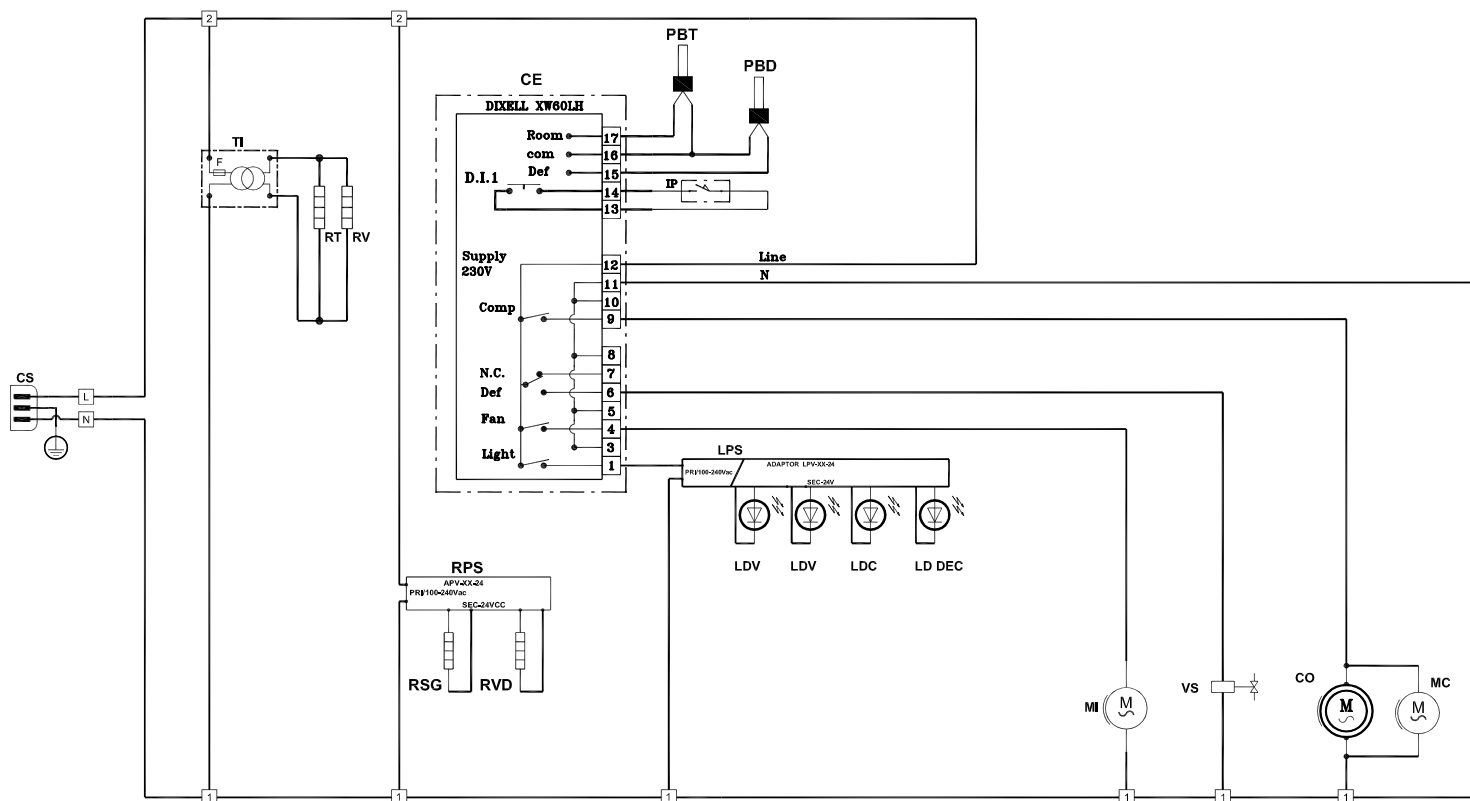 2
2
PBT
PBD
CE
DIXELL XW60LH
TI
F
Room
17
com
16
Def
15
D.I.1
14
IP
13
RT
RV
Supply
230V
12
Line
11
N
10
Comp
9
8
N.C.
7
Def
6
5
Fan
4
3
Light
1
CS
L
N
LPS
PRI/100-240Vac
ADAPTOR LPV-XX-24
SEC-24V
LDV
LDV
LDC
LD DEC
RPS
APV-XX-24
PRI/100-240Vac
SEC-24VCC
RSG
RVD
MI
M
VS
CO
M
MC
M
1
1
1
1
1
1